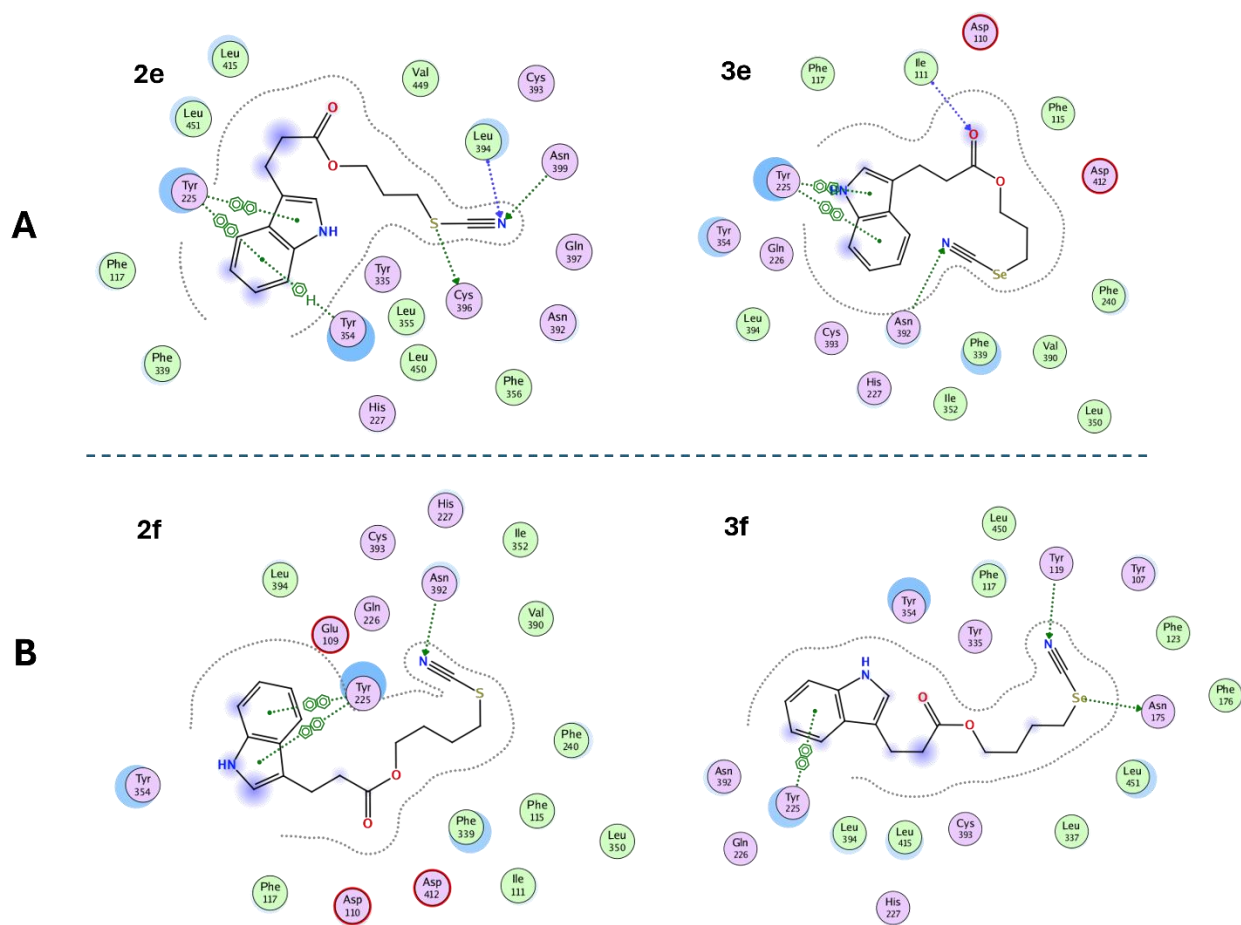 2e
Leu
415
Val
449
Cys
393
Leu
451
Leu
394
Asn
399
O
O
Tyr
225
S
N
NH
Gln
397
Phe
117
Tyr
335
Cys
396
Leu
355
Asn
392
H
Tyr
354
Leu
450
Phe
339
Phe
356
His
227
A
3e
Asp
110
Phe
117
Ile
111
Phe
115
O
Asp
412
Tyr
225
HN
O
Tyr
354
Gln
226
N
Se
Phe
240
Leu
394
Cys
393
Asn
392
Phe
339
Val
390
His
227
Ile
352
Leu
350
B
2f
His
227
Cys
393
Ile
352
Leu
394
Asn
392
Gln
226
Val
390
Glu
109
N
Tyr
225
S
Phe
240
HN
O
Tyr
354
O
Phe
339
Phe
115
Leu
350
Asp
412
Ile
111
Phe
117
Asp
110
3f
Leu
450
Tyr
119
Tyr
107
Phe
117
Tyr
354
Tyr
335
Phe
123
N
H
N
O
Se
Phe
176
Asn
175
O
Asn
392
Leu
451
Tyr
225
Leu
394
Leu
415
Cys
393
Leu
337
Gln
226
His
227